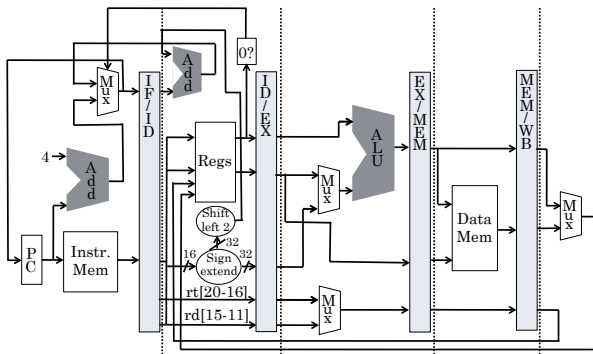 0?
Add
Mux
IF/ID
ID/EX
EX/MEM
MEM/WB
4
Add
Regs
Mux
ALU
Mux
Shift
left 2
Data
Mem
PC
Instr.
Mem
16
Sign
extend
32
32
rt[20-16]
rd[15-11]
Mux